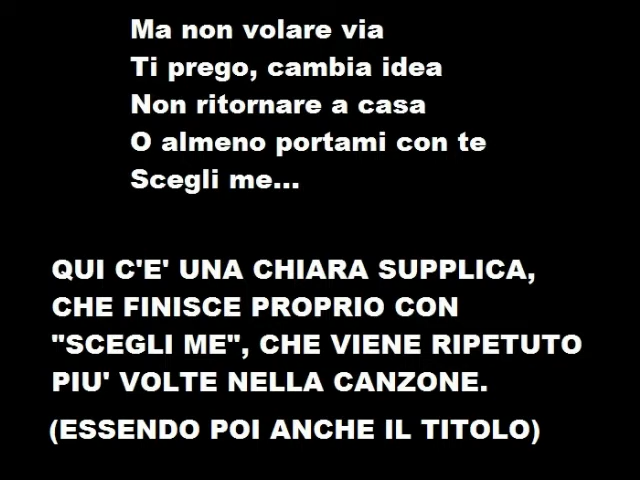 Ma non volare via
Ti prego, cambia idea
Non ritornare a casa
O almeno portami con te
Scegli me...
QUI C'E' UNA CHIARA SUPPLICA,
CHE FINISCE PROPRIO CON
"SCEGLI ME", CHE VIENE RIPETUTO
PIU' VOLTE NELLA CANZONE.
(ESSENDO POI ANCHE IL TITOLO)